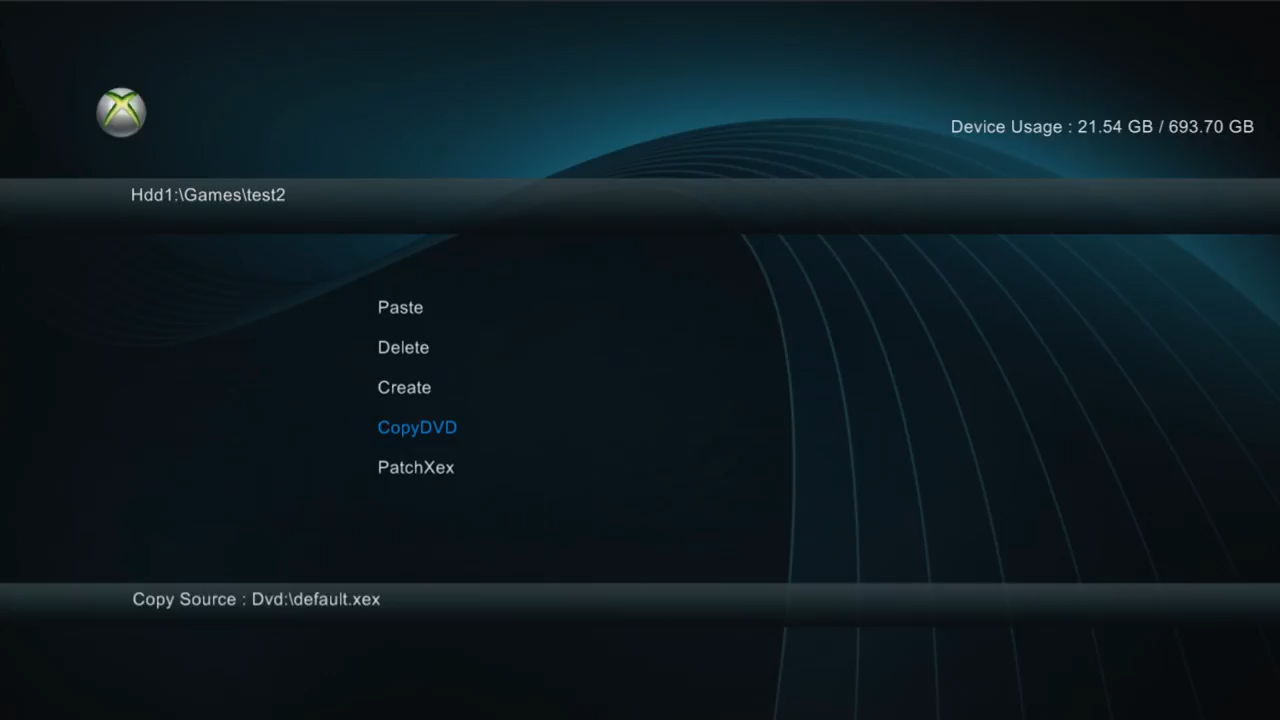 Device Usage : 21.54 GB / 693.70 GB
Hdd1:\Games\test2
Paste
Delete
Create
CopyDVD
PatchXex
Copy Source : Dvd:\default.xex